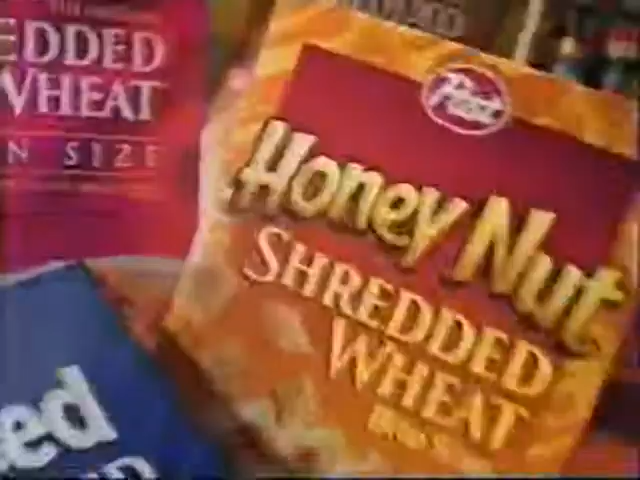 EDDED
WHEAT
N SIZE
Post
Honey Nut
SHREDDED
WHEAT
ed